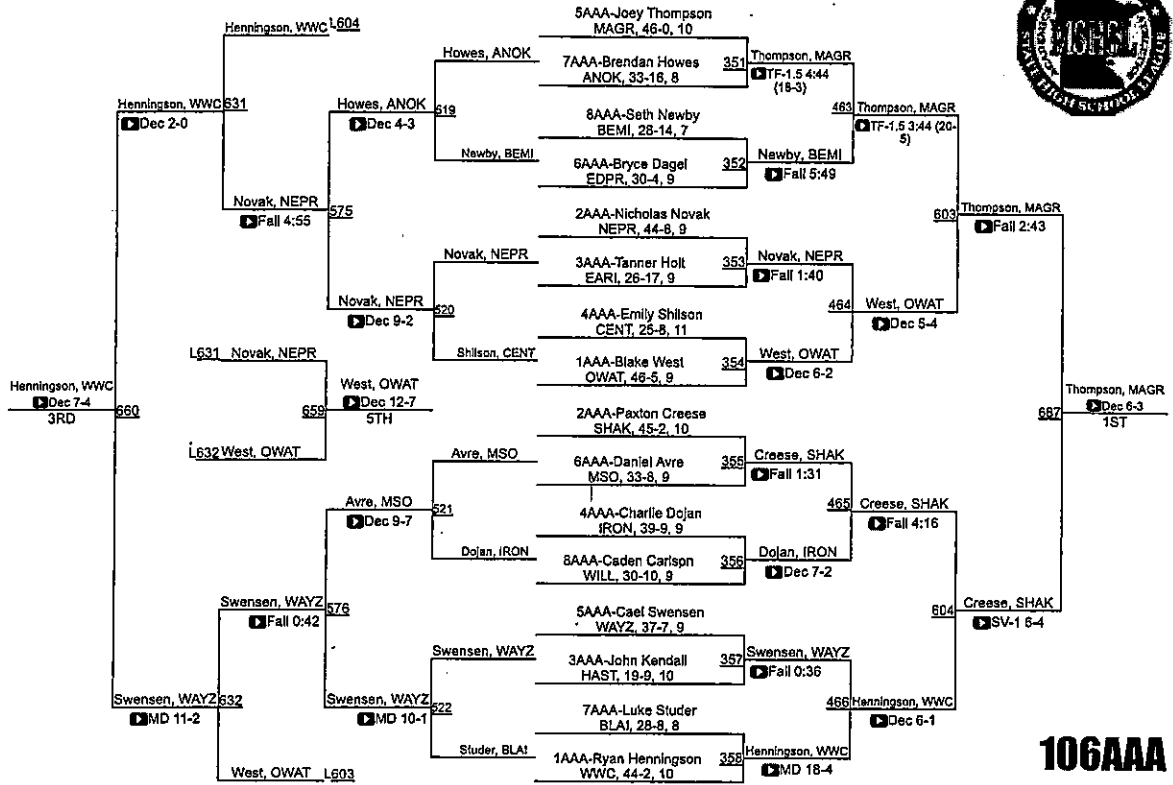 5AAA-Joey Thompson
MAGR, 46-0, 10
7AAA-Brendan Howes
ANOK, 33-16, 8
351
8AAA-Seth Newby
BEMI, 28-14, 7
6AAA-Bryce Dagel
EDPR, 30-4, 9
352
2AAA-Nicholas Novak
NEPR, 44-8, 9
3AAA-Tanner Holt
EARI, 26-17, 9
353
4AAA-Emily Shilson
CENT, 25-8, 11
1AAA-Blake West
OWAT, 46-5, 9
354
2AAA-Paxton Creese
SHAK, 45-2, 10
6AAA-Daniel Avre
MSO, 33-8, 9
355
4AAA-Charlie Dojan
IRON, 39-9, 9
8AAA-Caden Carlson
WILL, 30-10, 9
356
5AAA-Cael Swensen
WAYZ, 37-7, 9
3AAA-John Kendall
HAST, 19-9, 10
357
7AAA-Luke Studer
BLAI, 28-8, 8
1AAA-Ryan Henningson
WWC, 44-2, 10
358
Thompson, MAGR
TF-1.5 4:44
(18-3)
463
Newby, BEMI
Fall 5:49
Novak, NEPR
Fall 1:40
464
West, OWAT
Dec 6-2
Creese, SHAK
Fall 1:31
465
Dojan, IRON
Dec 7-2
Swensen, WAYZ
Fall 0:36
466
Henningson, WWC
MD 18-4
Thompson, MAGR
TF-1.5 3:44 (20-
5)
603
West, OWAT
Dec 5-4
Creese, SHAK
Fall 4:16
604
Henningson, WWC
Dec 6-1
Thompson, MAGR
Fall 2:43
687
Creese, SHAK
SV-1 6-4
Thompson, MAGR
Dec 6-3
1ST
Howes, ANOK
519
Newby, BEMI
Novak, NEPR
520
Shilson, CENT
Avre, MSO
521
Dojan, IRON
Swensen, WAYZ
522
Studer, BLAI
Howes, ANOK
Dec 4-3
575
Novak, NEPR
Dec 9-2
Avre, MSO
Dec 9-7
576
Swensen, WAYZ
MD 10-1
Henningson, WWC L604
631
Novak, NEPR
Fall 4:55
Swensen, WAYZ
Fall 0:42
632
West, OWAT L603
Henningson, WWC
Dec 2-0
660
Swensen, WAYZ
MD 11-2
Henningson, WWC
Dec 7-4
3RD
L631 Novak, NEPR
659
L632 West, OWAT
West, OWAT
Dec 12-7
5TH
STATE HIGH SCHOOL LEAGUE
106AAA